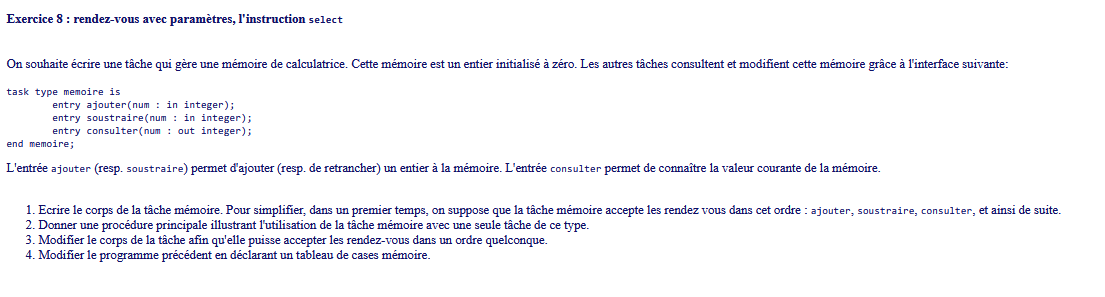 Exercice 8 : rendez-vous avec paramètres, l'instruction select
On souhaite écrire une tâche qui gère une mémoire de calculatrice. Cette mémoire est un entier initialisé à zéro. Les autres tâches consultent et modifient cette mémoire grâce à l'interface suivante:
task type memoire is
entry ajouter(num : in integer);
entry soustraire(num : in integer);
entry consulter(num : out integer);
end memoire;
L'entrée ajouter (resp. soustraire) permet d'ajouter (resp. de retrancher) un entier à la mémoire. L'entrée consulter permet de connaître la valeur courante de la mémoire.
1. Ecrire le corps de la tâche mémoire. Pour simplifier, dans un premier temps, on suppose que la tâche mémoire accepte les rendez vous dans cet ordre : ajouter, soustraire, consulter, et ainsi de suite.
2. Donner une procédure principale illustrant l'utilisation de la tâche mémoire avec une seule tâche de ce type.
3. Modifier le corps de la tâche afin qu'elle puisse accepter les rendez-vous dans un ordre quelconque.
4. Modifier le programme précédent en déclarant un tableau de cases mémoire.